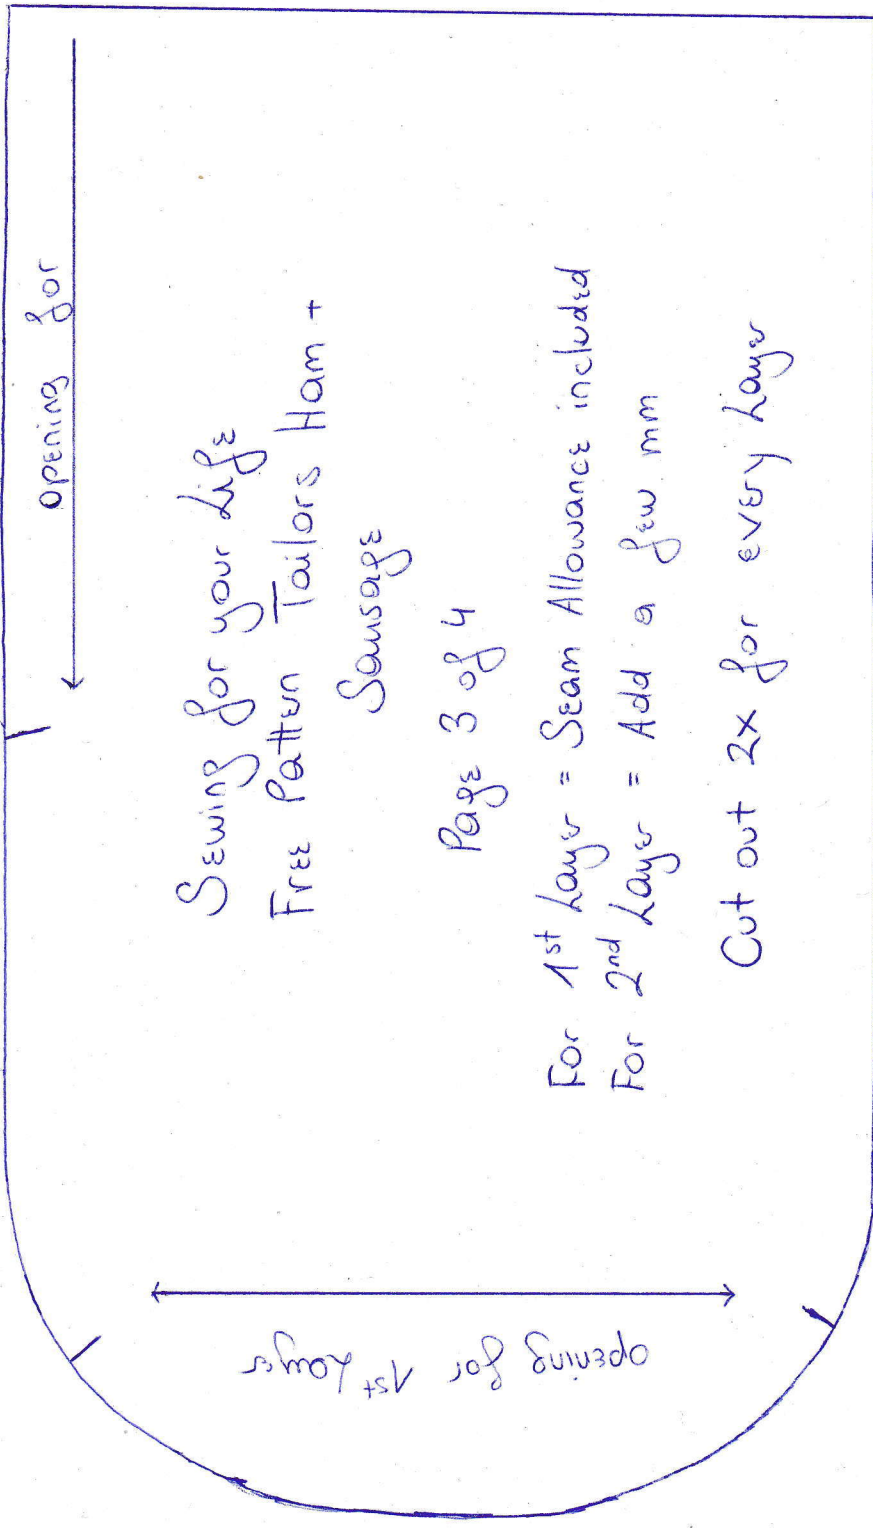 opening for
Sewing for your Life
Free Pattern Tailors Ham +
Sausage
Page 3 of 4
For 1st Layer = Seam Allowance included
For 2nd Layer = Add a few mm
Cut out 2x for every Layer
opening for 1st Layer